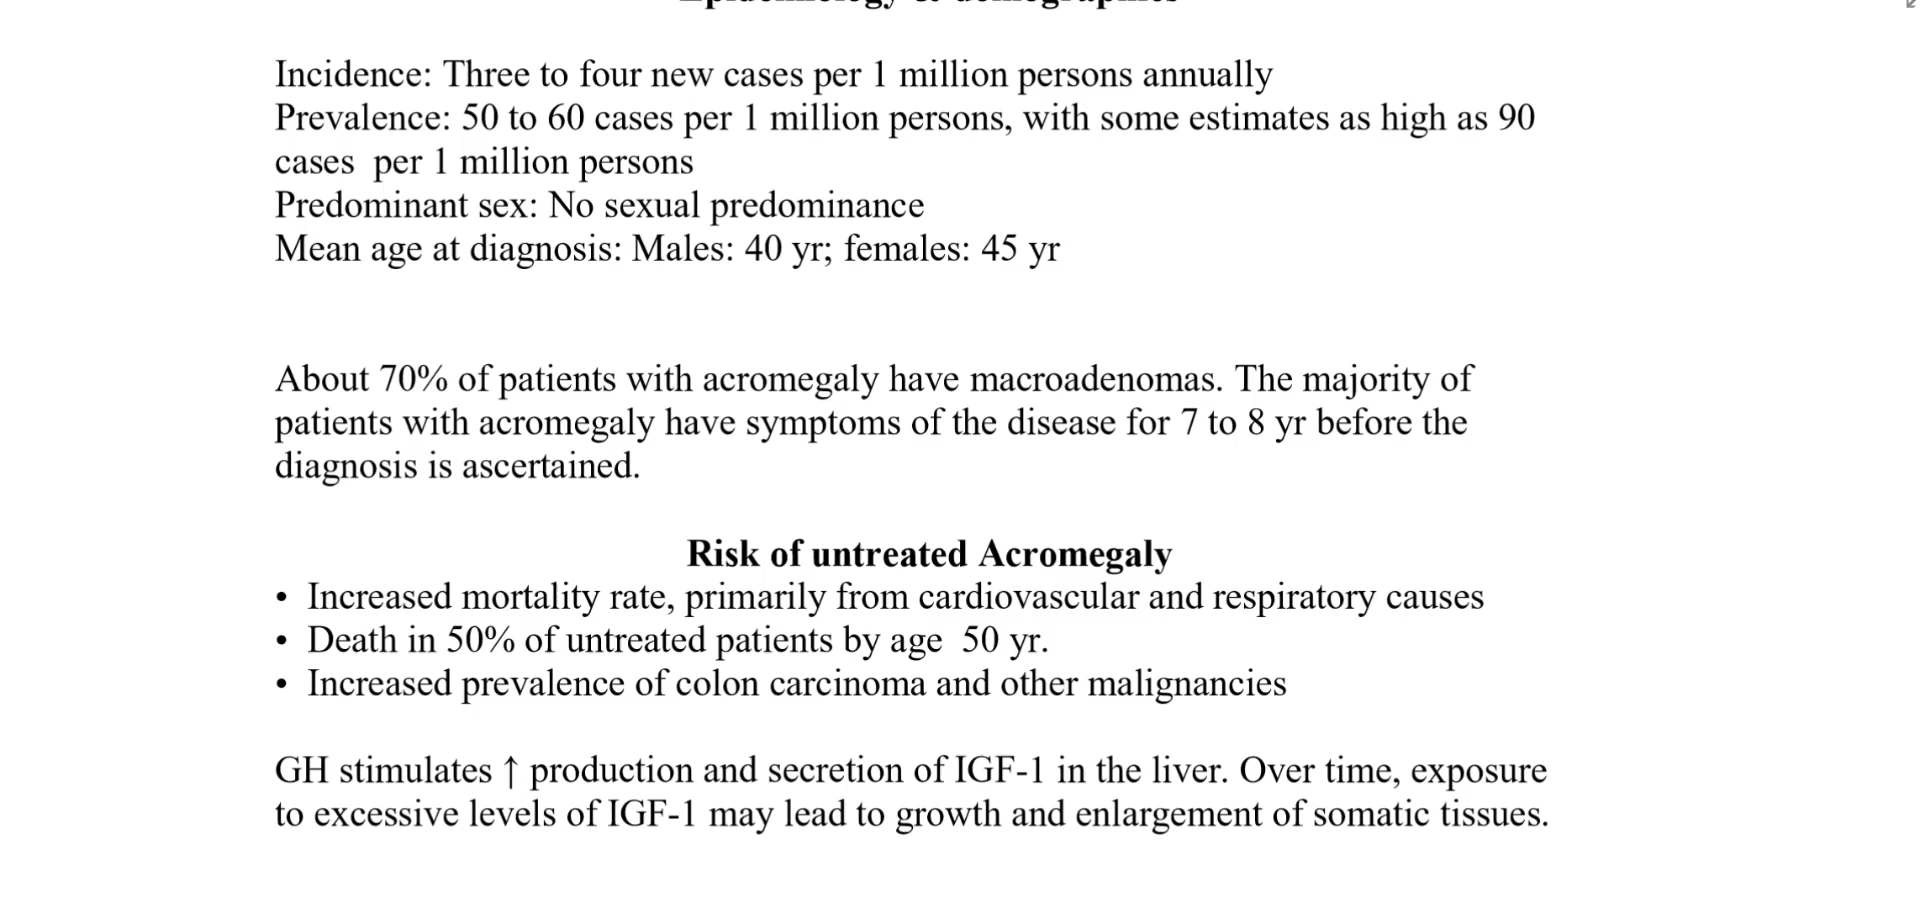 Epidemiology & demographics
Incidence: Three to four new cases per 1 million persons annually
Prevalence: 50 to 60 cases per 1 million persons, with some estimates as high as 90
cases  per 1 million persons
Predominant sex: No sexual predominance
Mean age at diagnosis: Males: 40 yr; females: 45 yr
About 70% of patients with acromegaly have macroadenomas. The majority of
patients with acromegaly have symptoms of the disease for 7 to 8 yr before the
diagnosis is ascertained.
Risk of untreated Acromegaly
• Increased mortality rate, primarily from cardiovascular and respiratory causes
• Death in 50% of untreated patients by age  50 yr.
• Increased prevalence of colon carcinoma and other malignancies
GH stimulates ↑ production and secretion of IGF-1 in the liver. Over time, exposure
to excessive levels of IGF-1 may lead to growth and enlargement of somatic tissues.